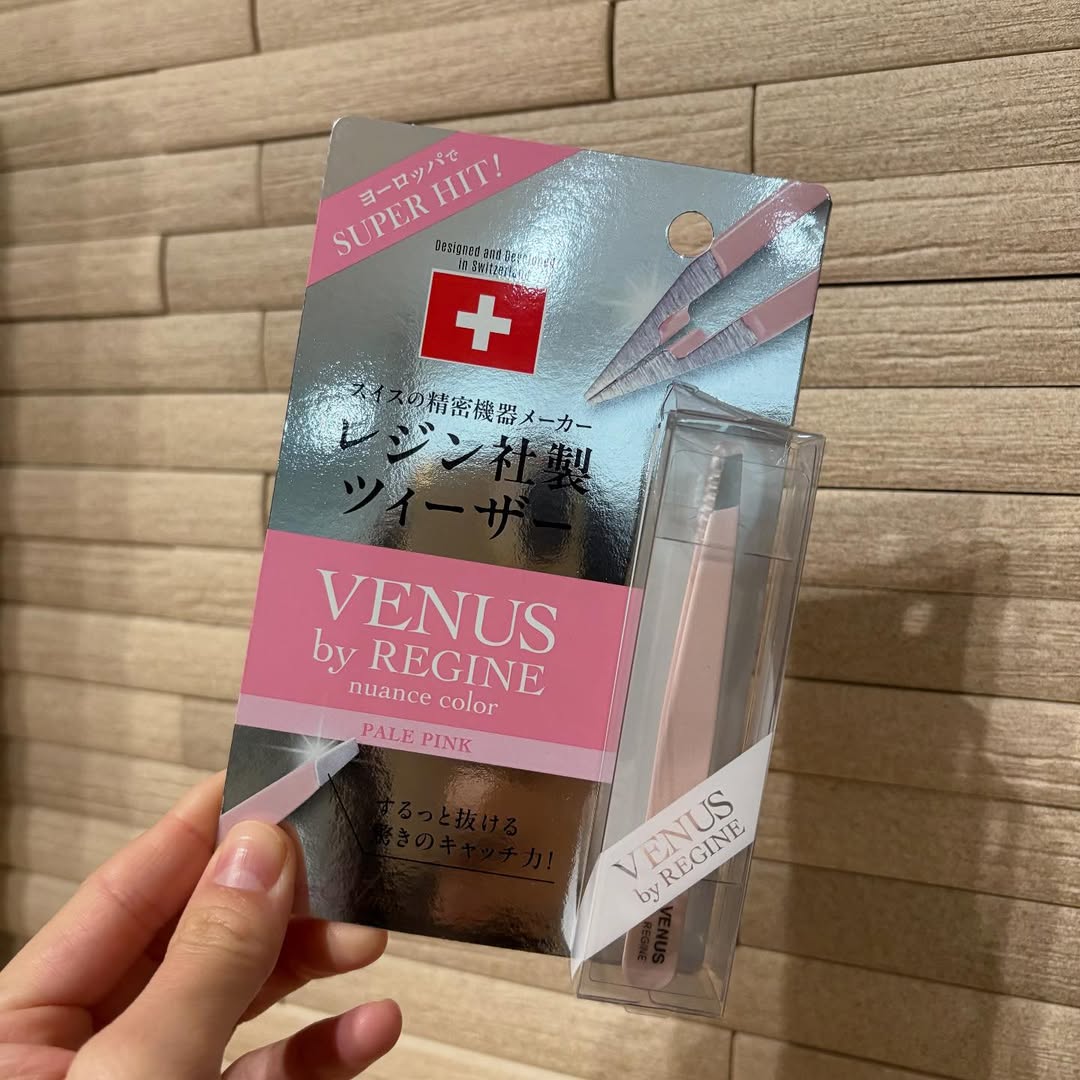 ヨーロッパで
SUPER HIT!
Designed and Descined
in Switzerland
スイスの精密機器メーカー
レジン社製
ツィーザー
VENUS
by REGINE
nuance color
PALE PINK
するっと抜ける
驚きのキャッチ力!
VENUS
by REGINE
VENUS
REGINE